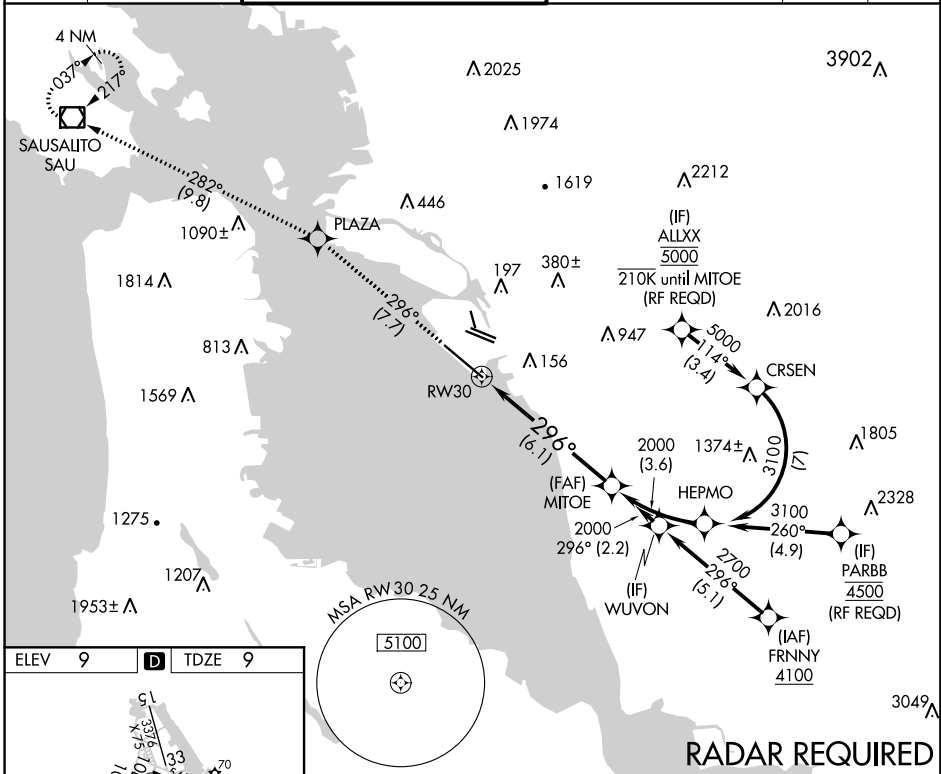 4 NM
037°
217°
SAUSALITO
SAU
282°
(9.8)
2025
3902
1974
1619
2212
446
PLAZA
1090±
(IF)
ALLXX
5000
210K until MITOE
(RF REQD)
1814
197
380±
296°
(7.7)
2016
947
5000
114°
(3.4)
813
156
CRSEN
RW30
1569
296°
(6.1)
2000
(3.6)
1374±
3100
(7)
1805
(FAF)
MITOE
HEPMO
2328
3100
260°
(4.9)
1275
2000
296° (2.2)
2700
296°
(5.1)
(IF)
PARBB
4500
(RF REQD)
(IF)
WUVON
1207
1953±
MSA RW30 25 NM
5100
(IAF)
FRNNY
4100
ELEV 9
D
TDZE 9
3049
15
3376
33
70
RADAR REQUIRED